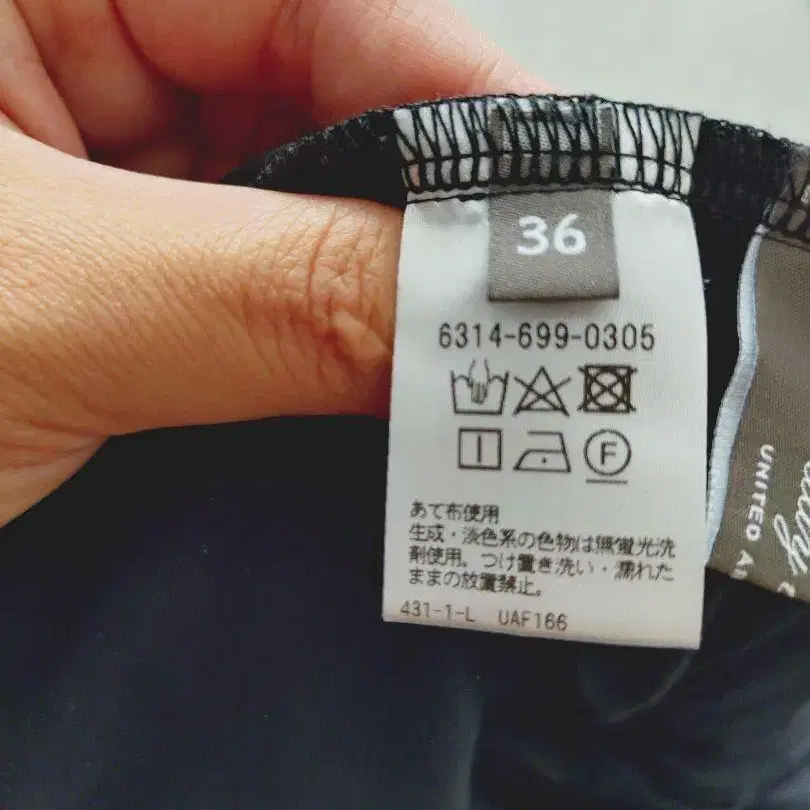 36
6314-699-0305
F
あて布使用
生成・淡色系の色物は無蛍光洗
剤使用。つけ置き洗い・濡れた
ままの放置禁止。
431-1-L UAF166
UNITED